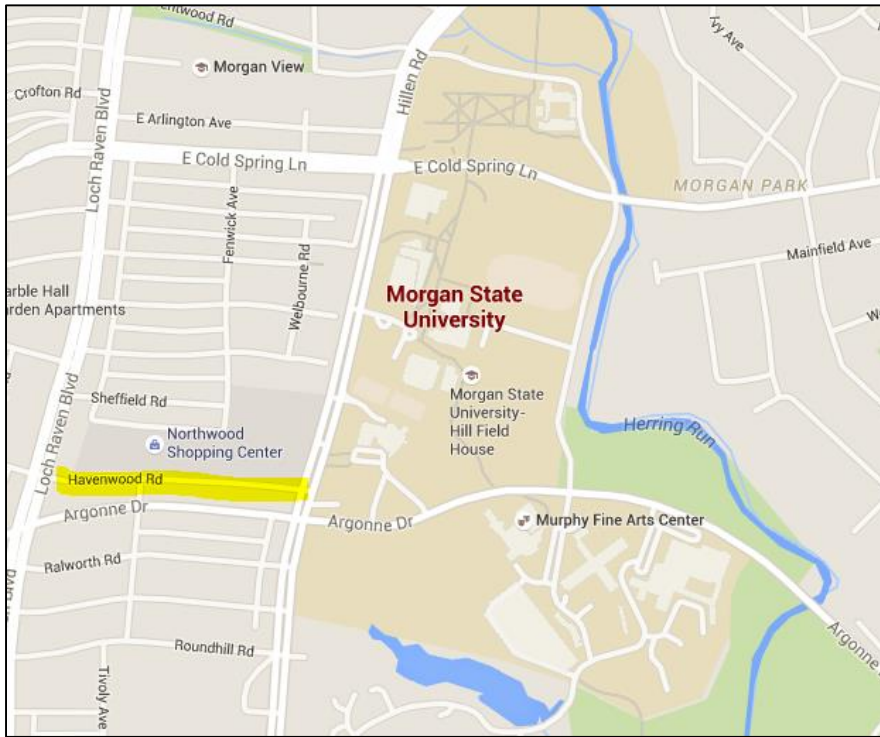 ntwood Rd
Ivy Ave
Morgan View
Hillen Rd
Crofton Rd
E Arlington Ave
Loch Raven Blvd
E Cold Spring Ln
E Cold Spring Ln
MORGAN PARK
Fenwick Ave
Welbourne Rd
Mainfield Ave
arble Hall
rden Apartments
Morgan State
University
W
Morgan State
University-
Hill Field
House
Sheffield Rd
Northwood
Shopping Center
Herring Run
Loch Raven Blvd
Havenwood Rd
Argonne Dr
Argonne Dr
Murphy Fine Arts Center
Ralworth Rd
Roundhill Rd
Tivoly Ave
Argonne